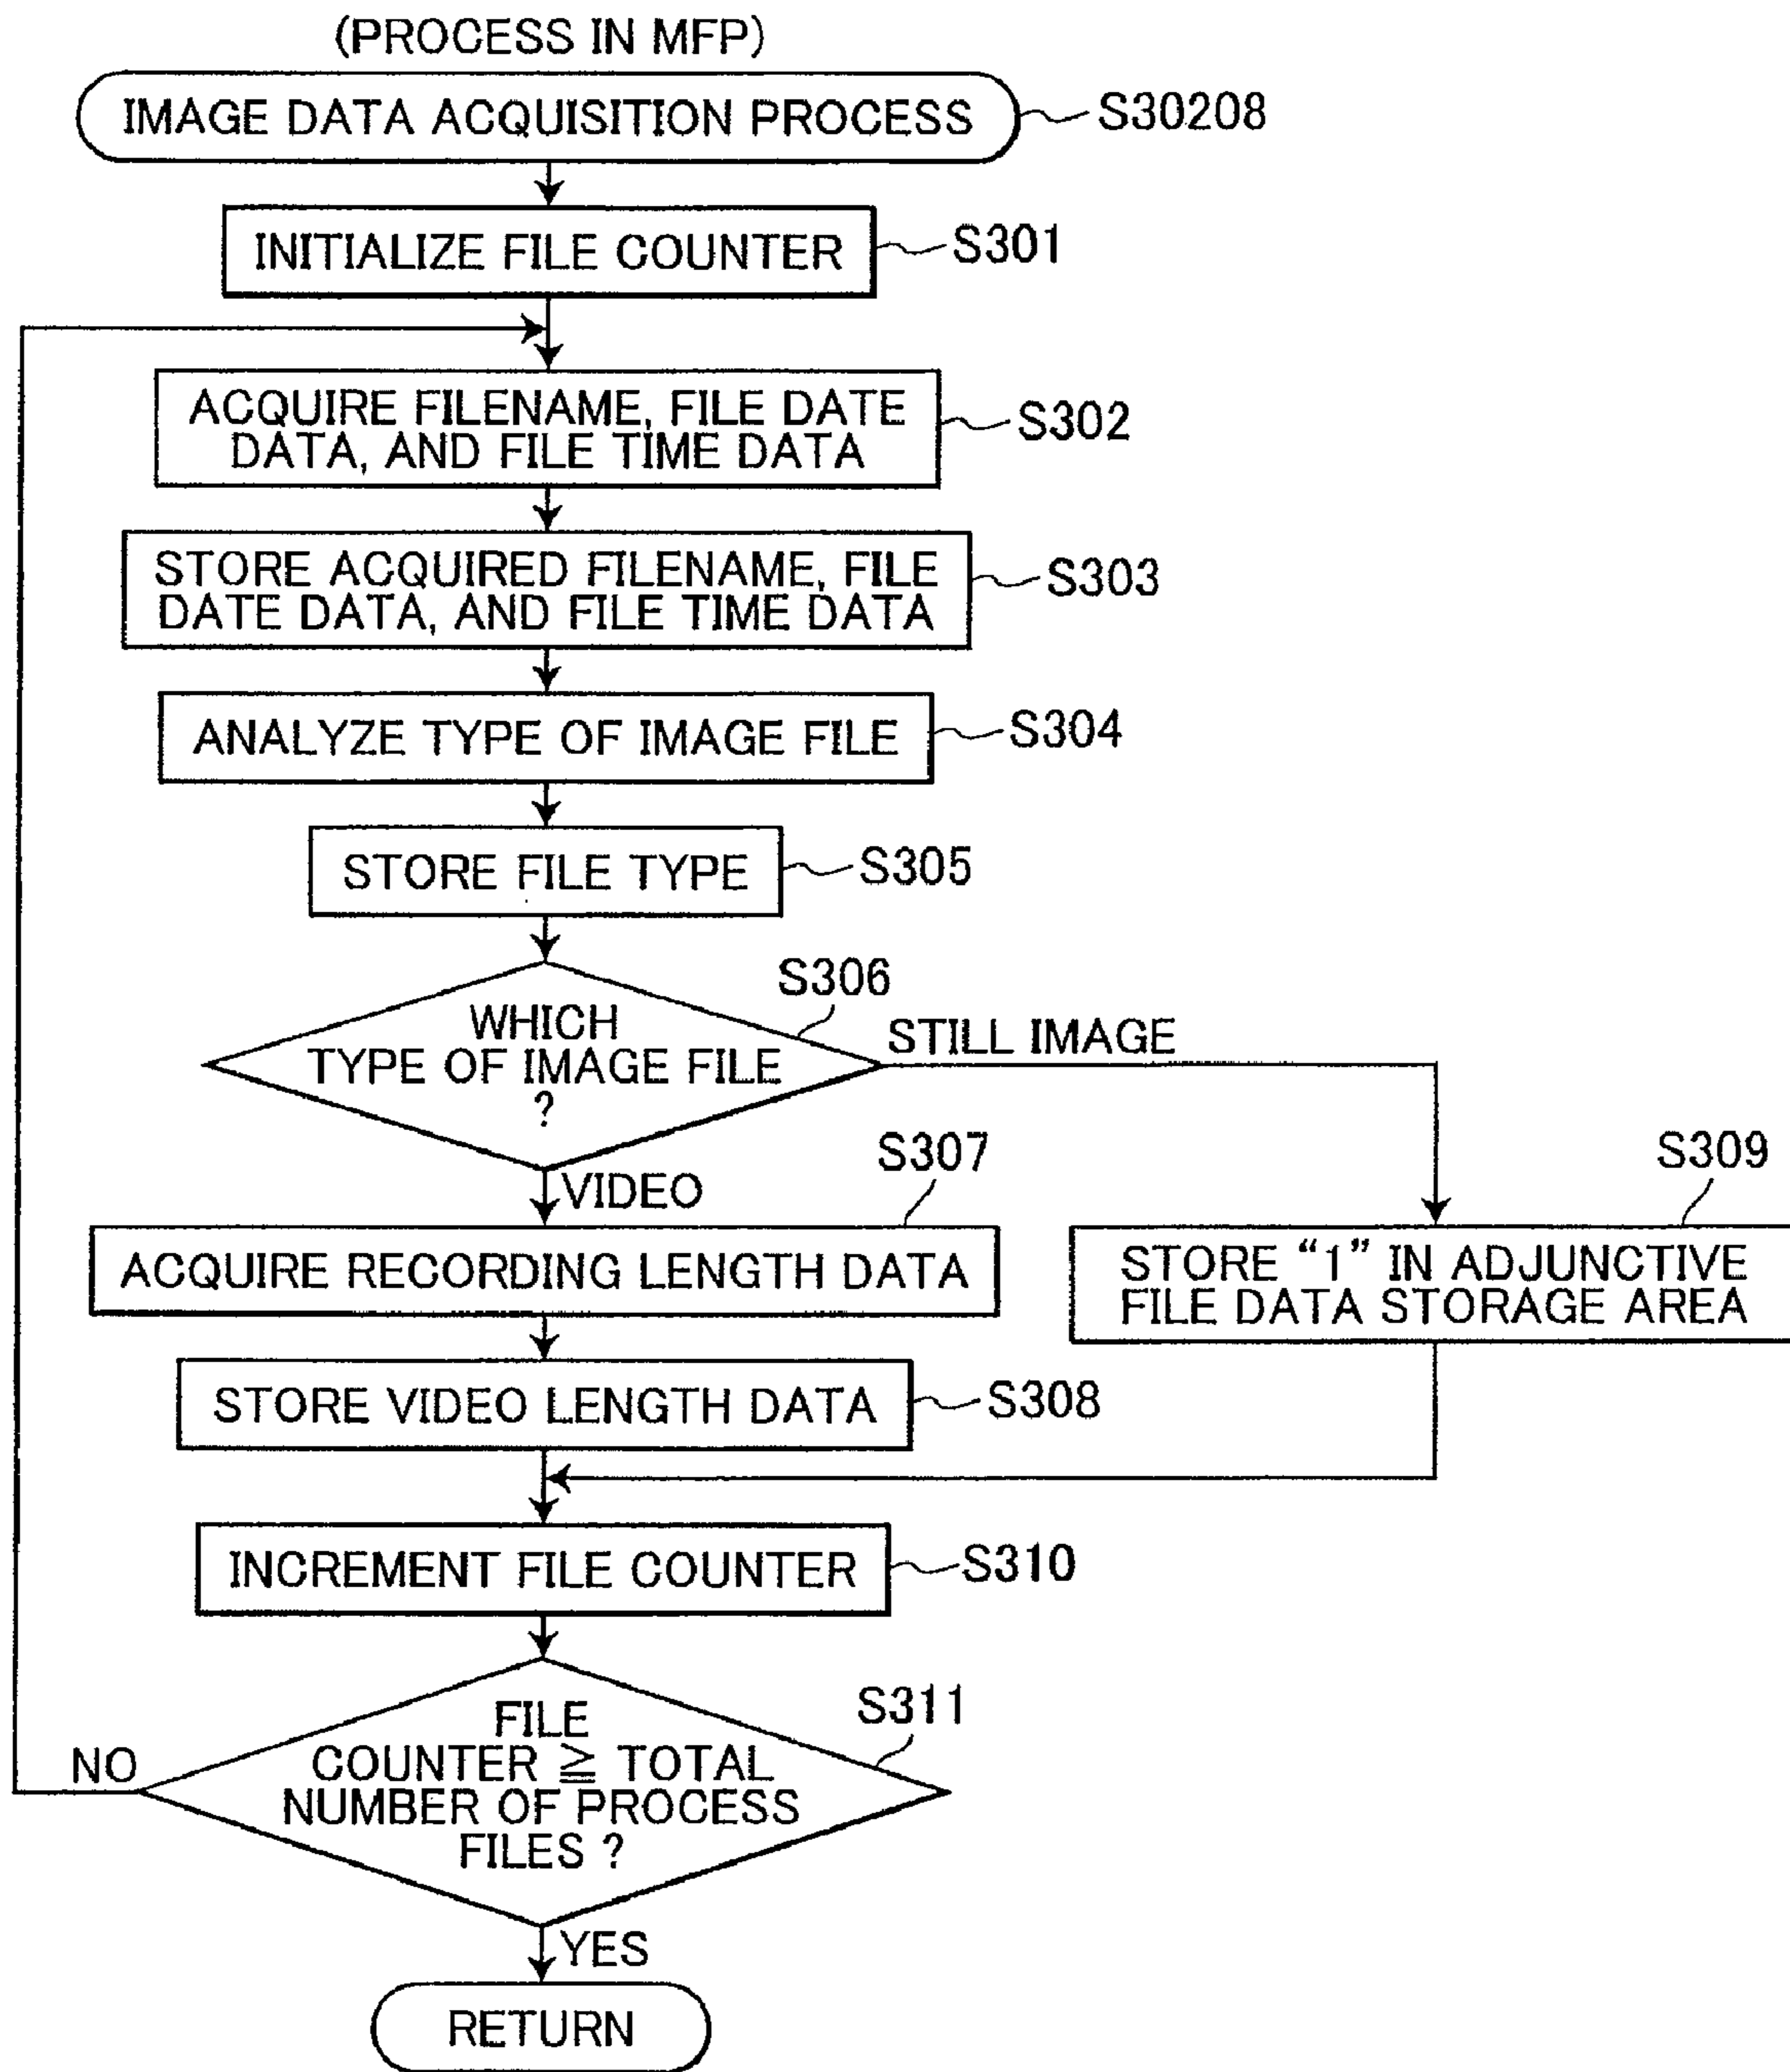 (PROCESS IN MFP)
IMAGE DATA ACQUISITION PROCESS
S30208
INITIALIZE FILE COUNTER
S301
ACQUIRE FILENAME, FILE DATE
DATA, AND FILE TIME DATA
S302
STORE ACQUIRED FILENAME, FILE
DATE DATA, AND FILE TIME DATA
S303
ANALYZE TYPE OF IMAGE FILE
S304
STORE FILE TYPE
S305
S306
WHICH
TYPE OF IMAGE FILE
?
STILL IMAGE
VIDEO
S307
ACQUIRE RECORDING LENGTH DATA
S309
STORE “1” IN ADJUNCTIVE
FILE DATA STORAGE AREA
STORE VIDEO LENGTH DATA
S308
INCREMENT FILE COUNTER
S310
S311
FILE
COUNTER ≧ TOTAL
NUMBER OF PROCESS
FILES ?
NO
YES
RETURN